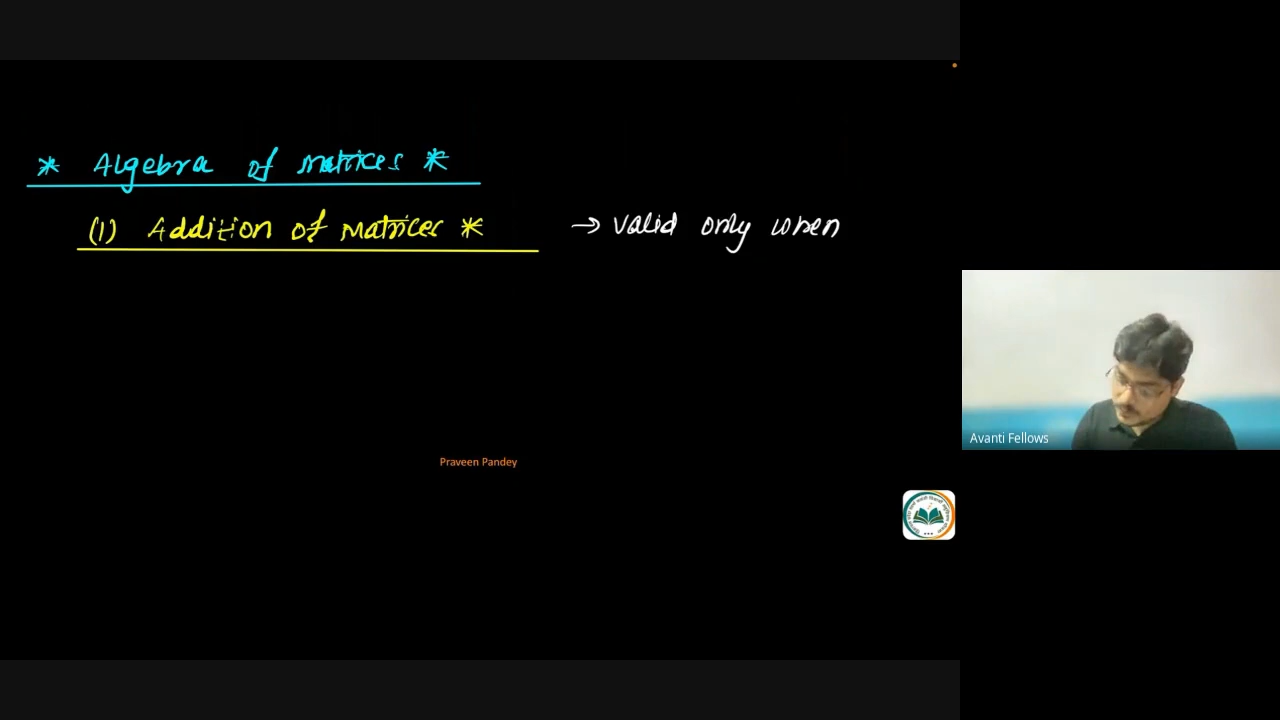 * Algebra of matrices *
(1) Addition of matrices * → valid only when
Praveen Pandey
Avanti Fellows